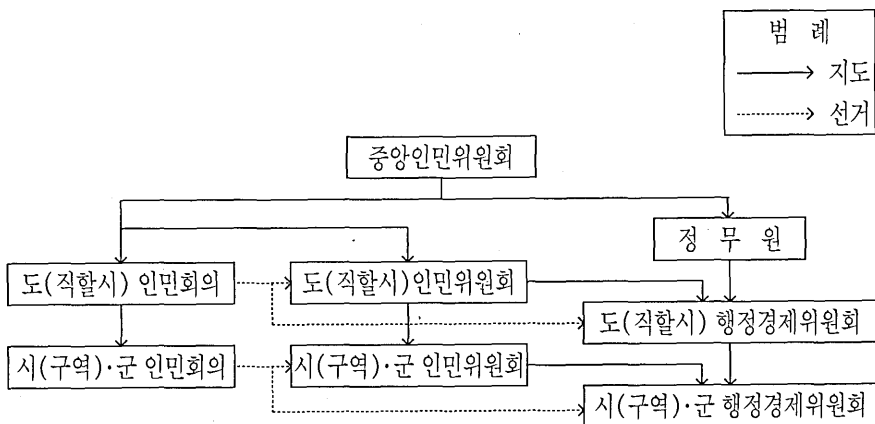 범 례
지도
선거
중앙인민위원회
정 무 원
도(직할시) 인민회의
도(직할시)인민위원회
도(직할시) 행정경제위원회
시(구역)·군 인민회의
시(구역)·군 인민위원회
시(구역)·군 행정경제위원회